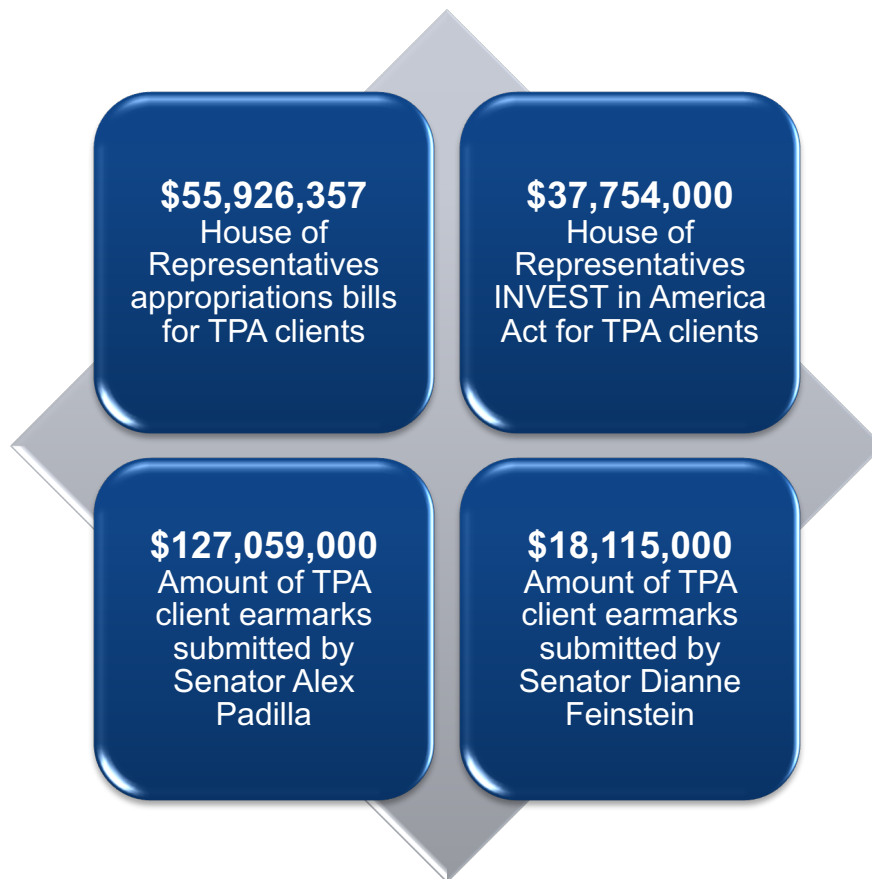 $55,926,357
House of
Representatives
appropriations bills
for TPA clients
$37,754,000
House of
Representatives
INVEST in America
Act for TPA clients
$127,059,000
Amount of TPA
client earmarks
submitted by
Senator Alex
Padilla
$18,115,000
Amount of TPA
client earmarks
submitted by
Senator Dianne
Feinstein